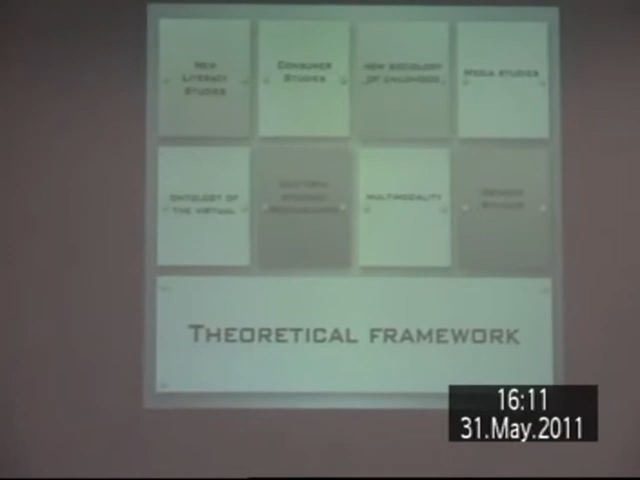 NEW
LITERACY
STUDIES
CONSUMER
STUDIES
NEW SOCIOLOGY
OF CHILDHOOD
MEDIA STUDIES
ONTOLOGY OF
THE VIRTUAL
MULTIMODALITY
STUDIES
THEORETICAL FRAMEWORK
16:11
31.May.2011